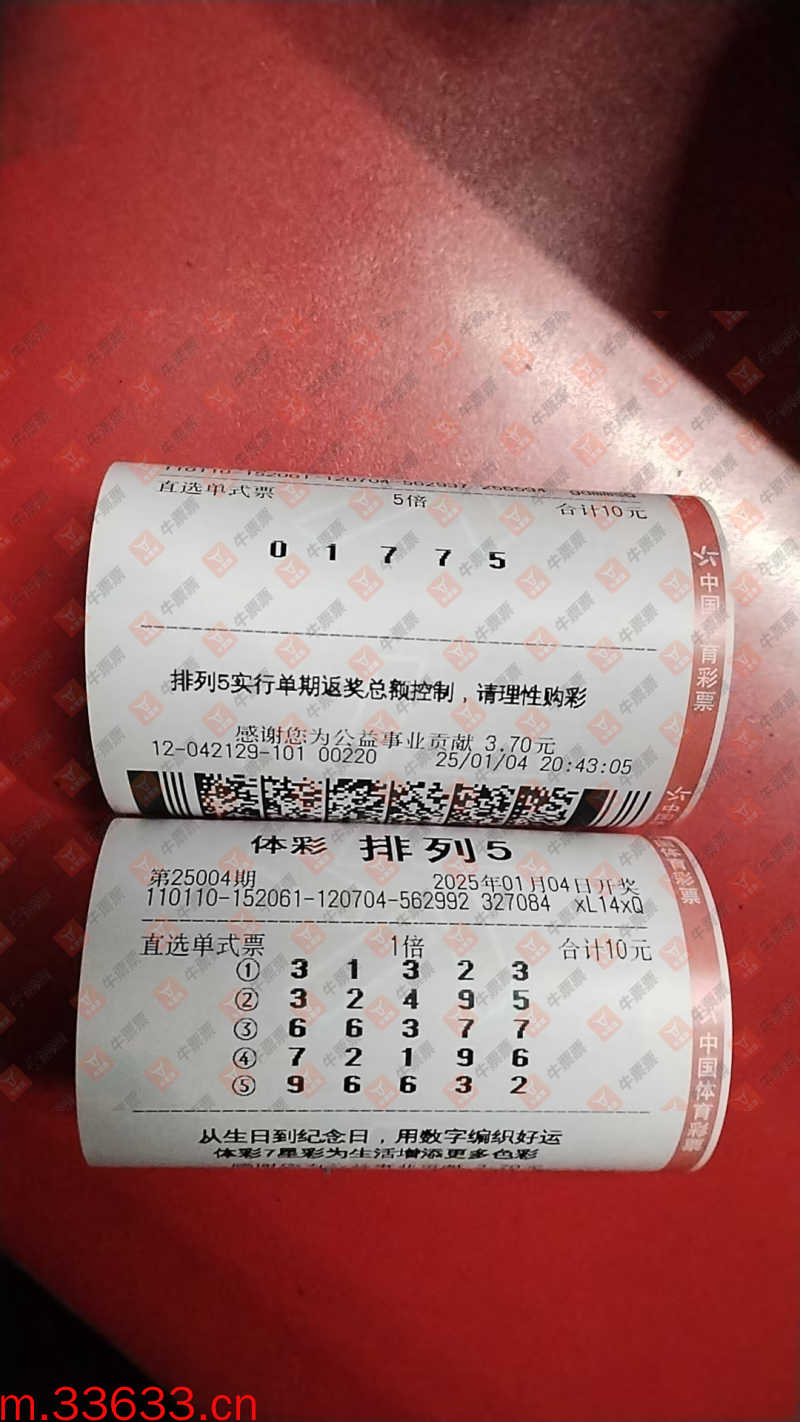 直选单式票 5倍 合计10元
0 1 7 7 5
排列5实行单期返奖总额控制，请理性购彩
感谢您为公益事业贡献 3.70元
12-042129-101 00220 25/01/04 20:43:05
中国 育彩票
体彩 排列5
第25004期 2025年01月04日开奖
110110-152061-120704-562992 327084 xL14xQ
直选单式票 1倍 合计10元
① 3 1 3 2 3
② 3 2 4 9 5
③ 6 6 3 7 7
④ 7 2 1 9 6
⑤ 9 6 6 3 2
从生日到纪念日，用数字编织好运
体彩7星彩为生活增添更多色彩
中国体育彩票
牛票票
m.33633.cn